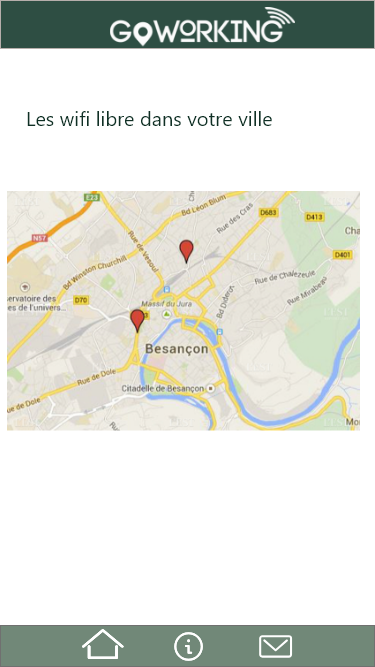 GOWORKING
Les wifi libre dans votre ville
E23
Bd Léon Blum
D683
D413
Rue des Cras
N57
Rue de Vesoul
Cha
D401
Bd Winston Churchill
Rue de Chalezeule
ervatoire des
es de l'univers...
D70
Massif du Jura
Bd Diderot
Rue Mirabeau
Besançon
Rue de Dole
Citadelle de Besançon
ue de Dole
Mo